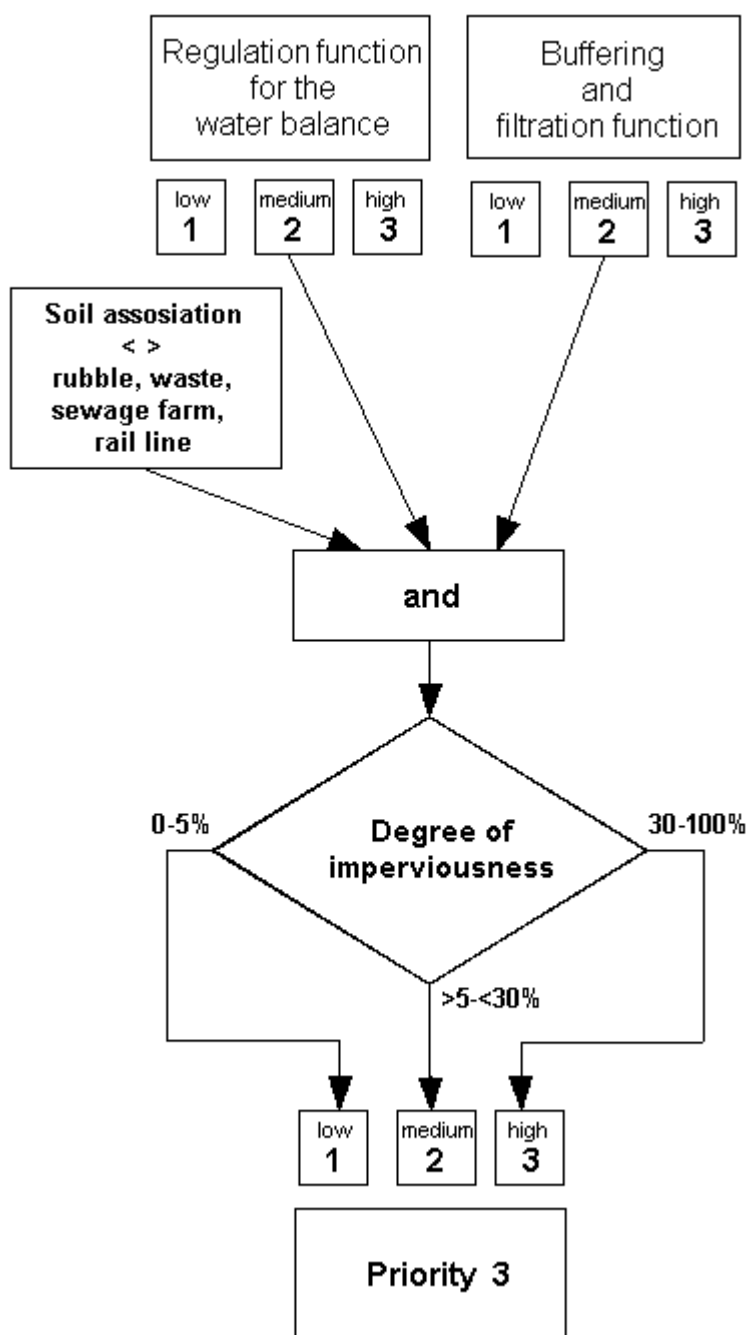 Regulation function
for the
water balance
Buffering
and
filtration function
low
1
medium
2
high
3
low
1
medium
2
high
3
Soil assosiation
< >
rubble, waste,
sewage farm,
rail line
and
0-5%
Degree of
imperviousness
30-100%
>5-<30%
low
1
medium
2
high
3
Priority 3